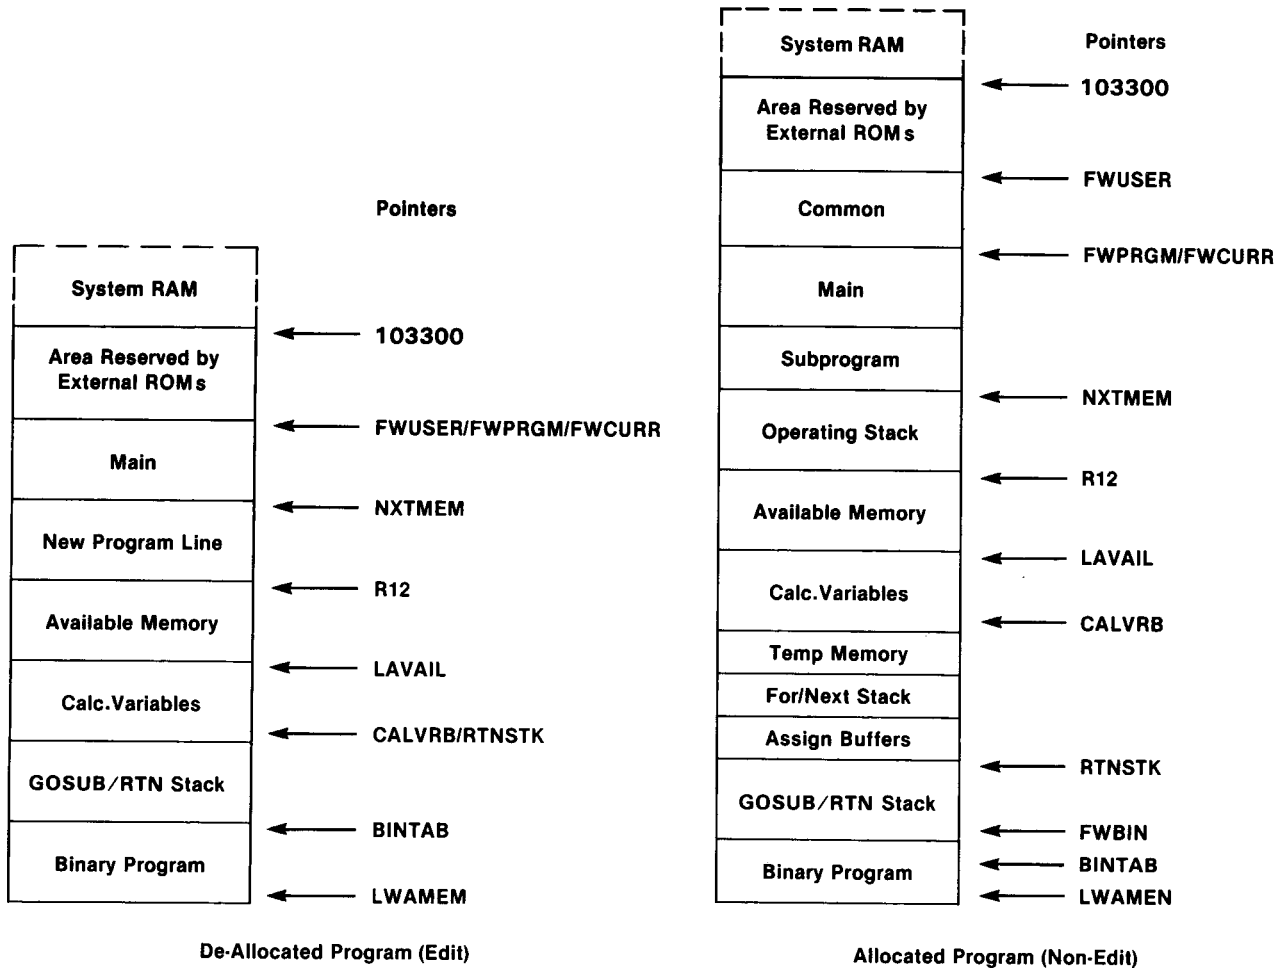 Pointers
System RAM
103300
Area Reserved by
External ROMs
FWUSER/FWPRGM/FWCURR
Main
NXTMEM
New Program Line
R12
Available Memory
LAVAIL
Calc.Variables
CALVRB/RTNSTK
GOSUB/RTN Stack
BINTAB
Binary Program
LWAMEM
De-Allocated Program (Edit)
Pointers
System RAM
103300
Area Reserved by
External ROMs
FWUSER
Common
FWPRGM/FWCURR
Main
Subprogram
NXTMEM
Operating Stack
R12
Available Memory
LAVAIL
Calc.Variables
CALVRB
Temp Memory
For/Next Stack
Assign Buffers
RTNSTK
GOSUB/RTN Stack
FWBIN
BINTAB
Binary Program
LWAMEN
Allocated Program (Non-Edit)